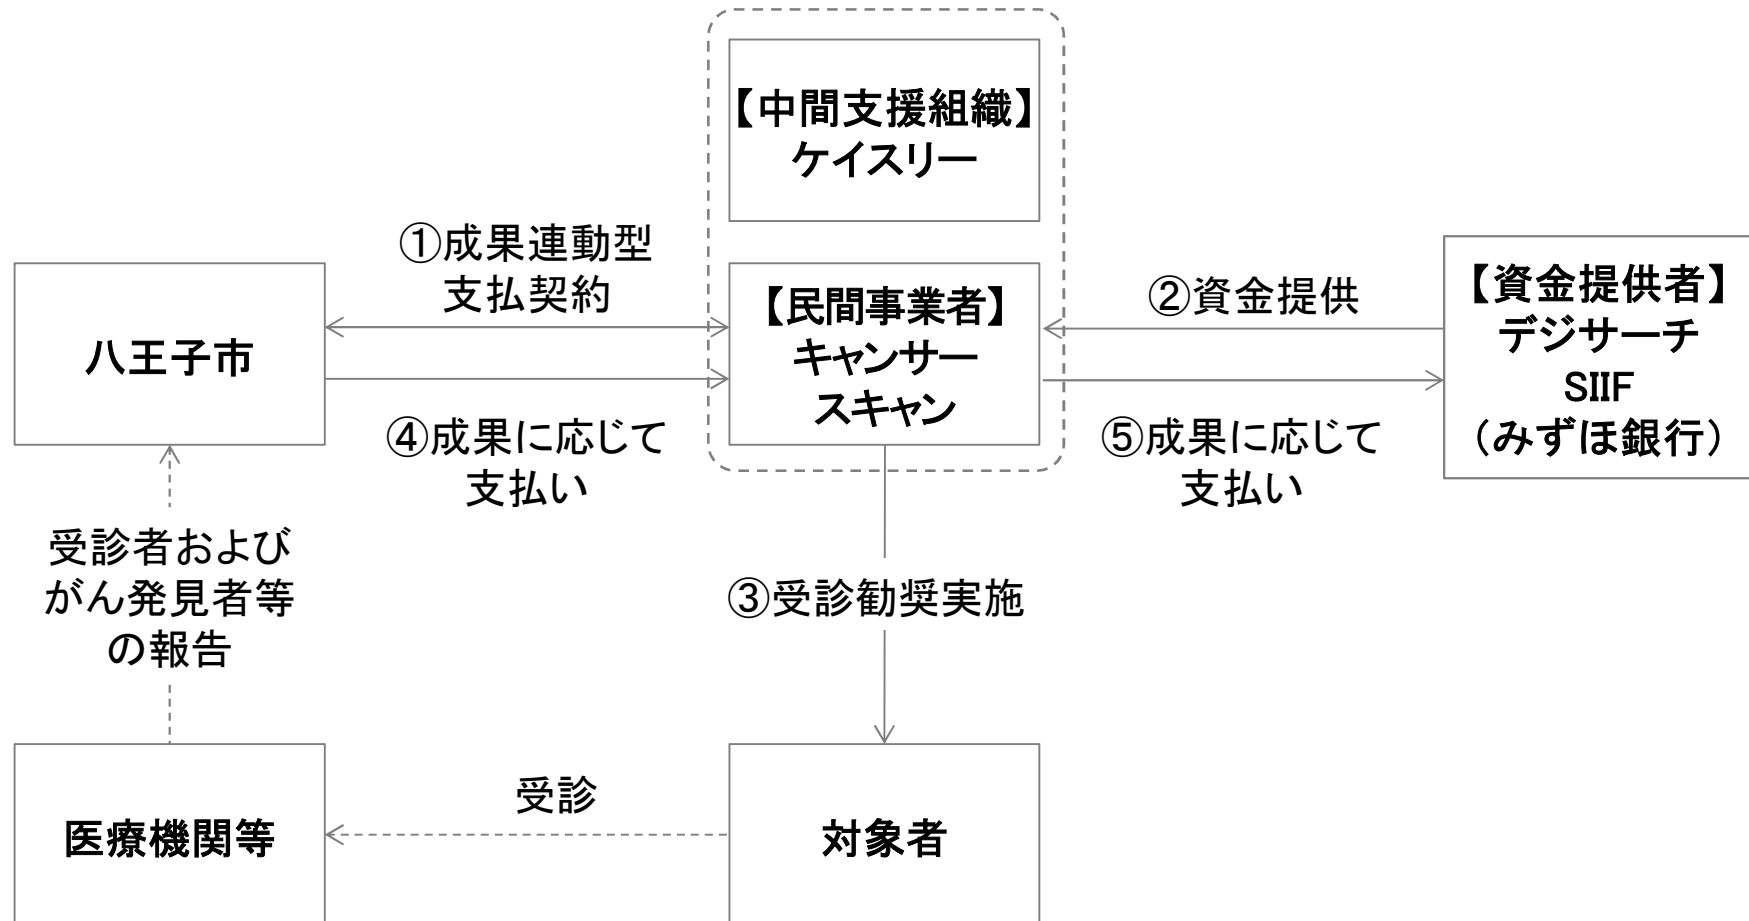 【中間支援組織】
ケイスリー
①成果連動型
支払契約
八王子市
【民間事業者】
キャンサー
スキャン
②資金提供
【資金提供者】
デジサーチ
SIIF
（みずほ銀行）
④成果に応じて
支払い
⑤成果に応じて
支払い
受診者および
がん発見者等
の報告
③受診勧奨実施
医療機関等
受診
対象者